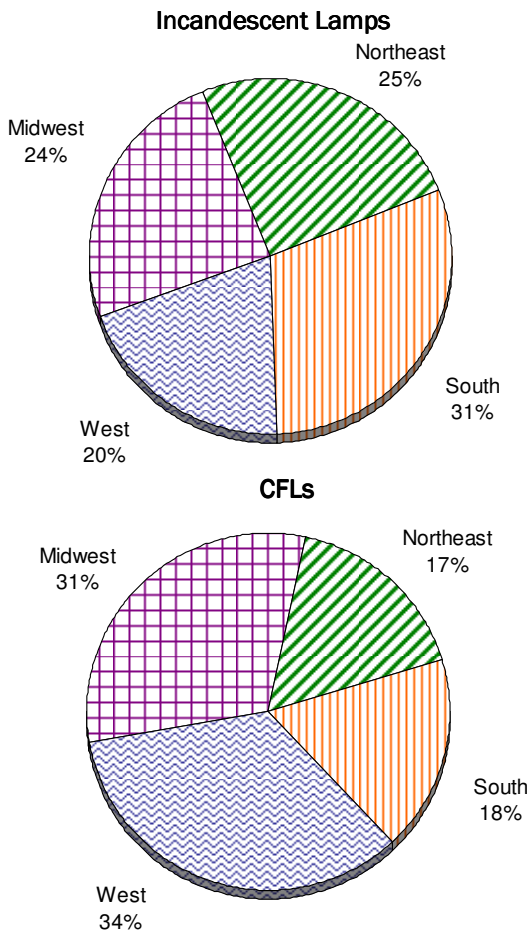 Incandescent Lamps
Northeast
25%
Midwest
24%
South
31%
West
20%
CFLs
Northeast
17%
Midwest
31%
South
18%
West
34%